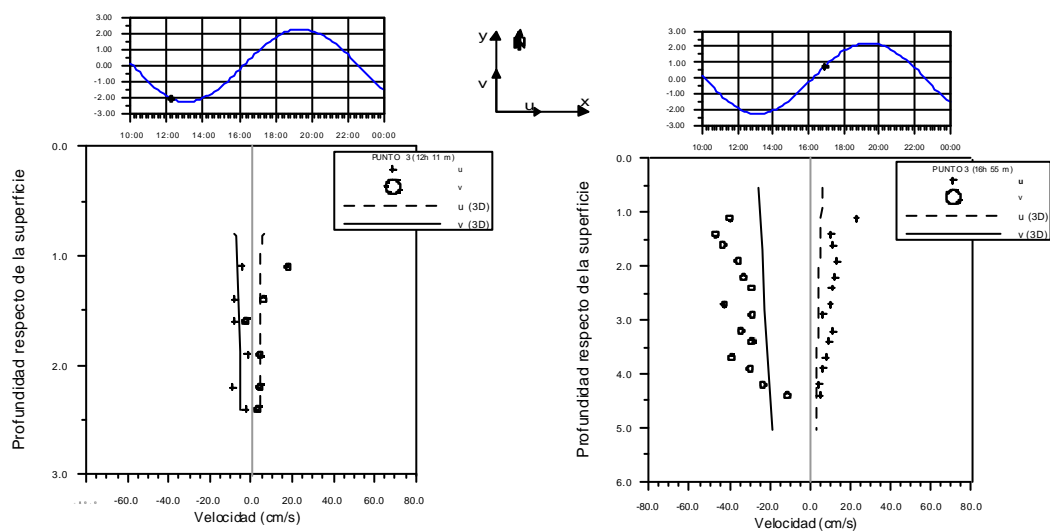 3.00
2.00
1.00
0.00
-1.00
-2.00
-3.00
10:00 12:00 14:00 16:00 18:00 20:00 22:00 00:00
y
v
u
x
3.00
2.00
1.00
0.00
-1.00
-2.00
-3.00
10:00 12:00 14:00 16:00 18:00 20:00 22:00 00:00
Profundidad respecto de la superficie
0.0
1.0
2.0
3.0
PUNTO 3 (12h 11 m)
u
v
u (3D)
v (3D)
-60.0 -40.0 -20.0 0.0 20.0 40.0 60.0 80.0
Velocidad (cm/s)
Profundidad respecto de la superficie
0.0
1.0
2.0
3.0
4.0
5.0
6.0
PUNTO 3 (16h 55 m)
u
v
u (3D)
v (3D)
-80.0 -60.0 -40.0 -20.0 0.0 20.0 40.0 60.0 80.0
Velocidad (cm/s)